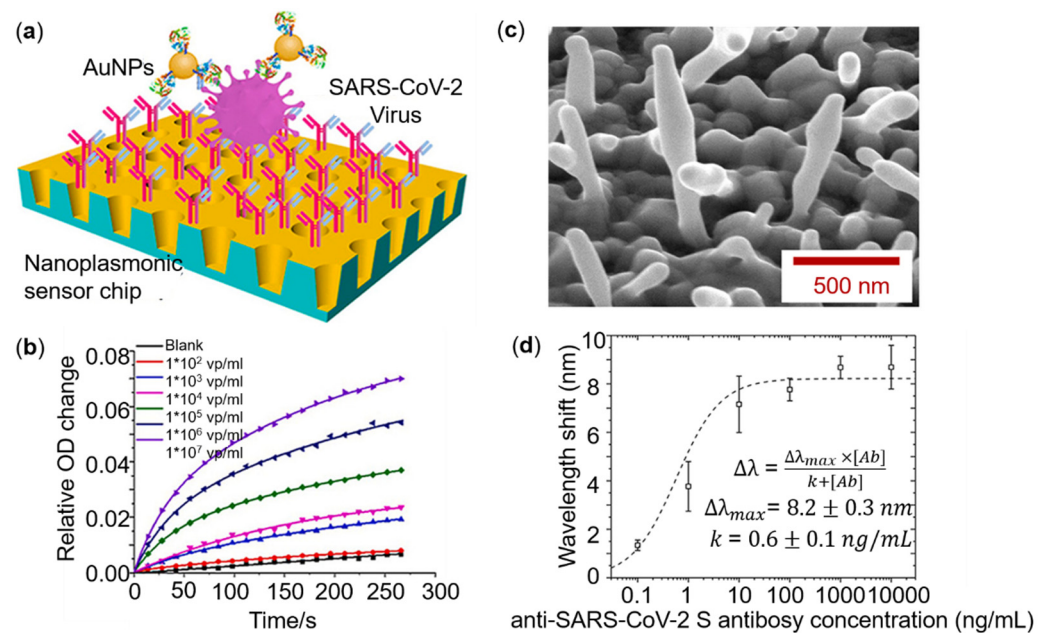 (a)
AuNPs
SARS-CoV-2
Virus
Nanoplasmonic
sensor chip
(b)
Relative OD change
0.08
0.06
0.04
0.02
0.00
Blank
1*10² vp/ml
1*10³ vp/ml
1*10⁴ vp/ml
1*10⁵ vp/ml
1*10⁶ vp/ml
1*10⁷ vp/ml
0 50 100 150 200 250 300
Time/s
(c)
500 nm
(d)
Wavelength shift (nm)
10
8
6
4
2
0
Δλ = Δλmax ×[Ab] / k+[Ab]
Δλmax= 8.2 ± 0.3 nm
k = 0.6 ± 0.1 ng/mL
0.1 1 10 100 1000 10000
anti-SARS-CoV-2 S antibosy concentration (ng/mL)